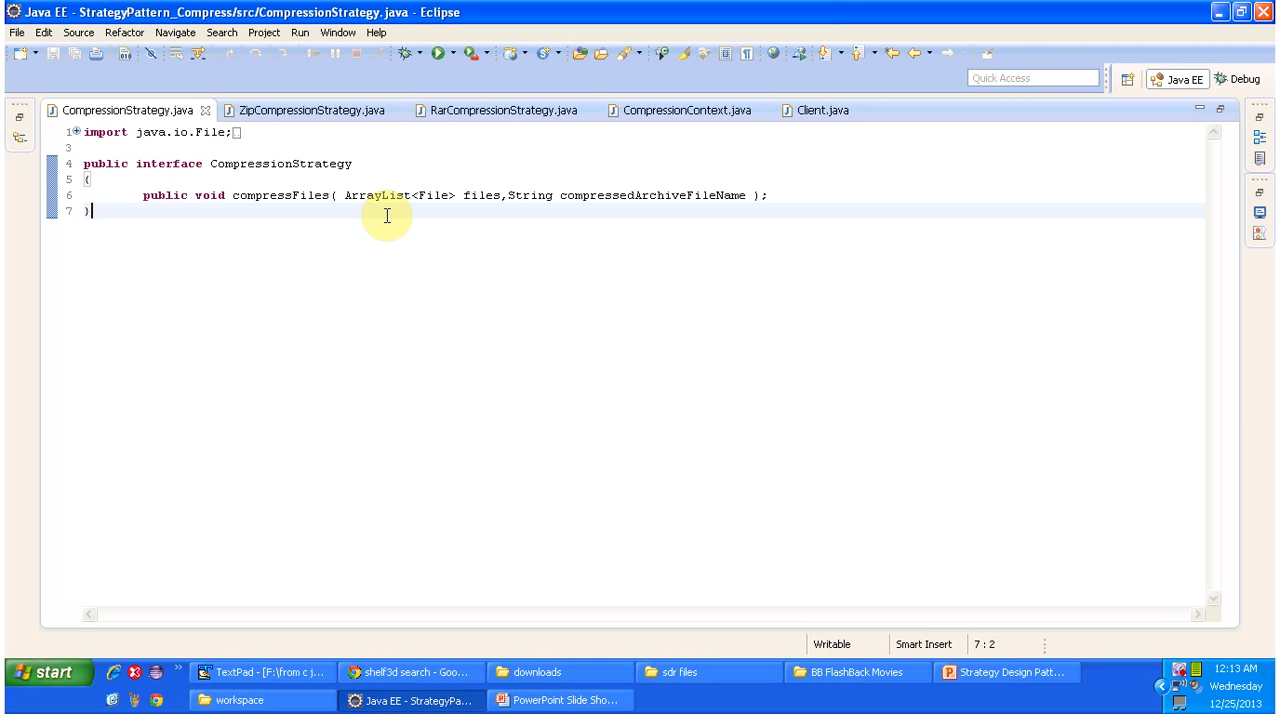 Java EE - StrategyPattern_Compress/src/CompressionStrategy.java - Eclipse
File Edit Source Refactor Navigate Search Project Run Window Help
Quick Access
Java EE
Debug
CompressionStrategy.java
ZipCompressionStrategy.java
RarCompressionStrategy.java
CompressionContext.java
Client.java
1 import java.io.File;
3
4 public interface CompressionStrategy
5 {
6 public void compressFiles( ArrayList<File> files,String compressedArchiveFileName );
7 }
Writable
Smart Insert
7 : 2
start
TextPad - [F:\from c j...
shelf3d search - Goo...
downloads
sdr files
BB FlashBack Movies
Strategy Design Patt...
12:13 AM
workspace
Java EE - StrategyPa...
PowerPoint Slide Sho...
Wednesday
12/25/2013